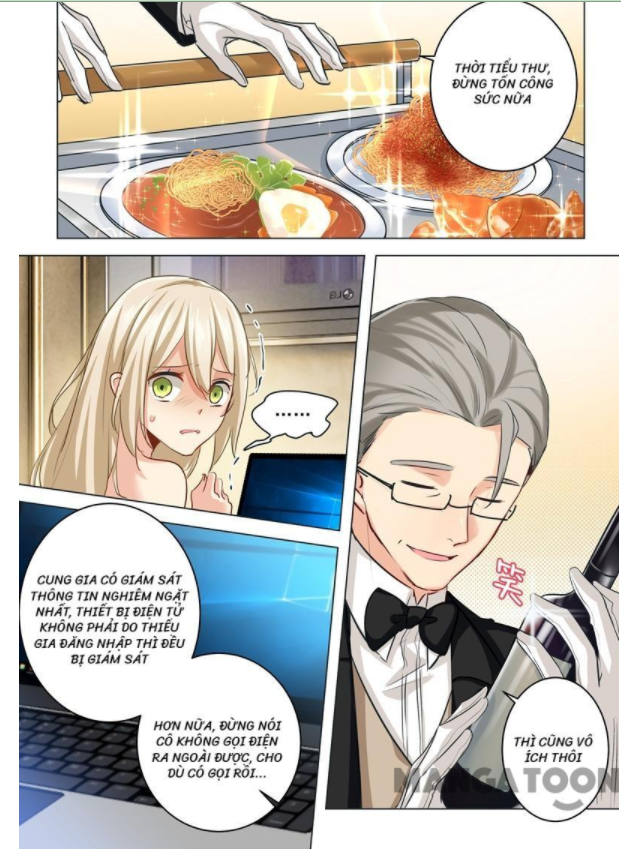 THỜI TIỂU THƯ,
ĐỪNG TỐN CÔNG
SỨC NỮA
......
CUNG GIA CÓ GIÁM SÁT
THÔNG TIN NGHIÊM NGẶT
NHẤT, THIẾT BỊ ĐIỆN TỬ
KHÔNG PHẢI DO THIẾU
GIA ĐĂNG NHẬP THÌ ĐỀU
BỊ GIÁM SÁT
HƠN NỮA, ĐỪNG NÓI
CÔ KHÔNG GỌI ĐIỆN
RA NGOÀI ĐƯỢC, CHO
DÙ CÓ GỌI RỒI...
笑
THÌ CŨNG VÔ
ÍCH THÔI
MANGATOON